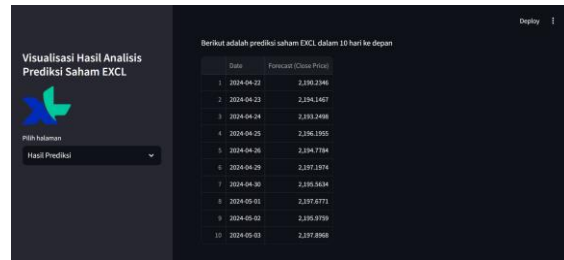 Deploy
Visualisasi Hasil Analisis
Prediksi Saham EXCL
XL
Pilih halaman
Hasil Prediksi
Berikut adalah prediksi saham EXCL dalam 10 hari ke depan
Date Forecast (Close Price)
1 2024-04-22 2,190.2346
2 2024-04-23 2,194.1467
3 2024-04-24 2,193.2498
4 2024-04-25 2,196.1955
5 2024-04-26 2,194.7784
6 2024-04-29 2,197.1974
7 2024-04-30 2,195.5634
8 2024-05-01 2,197.6771
9 2024-05-02 2,195.9759
10 2024-05-03 2,197.8968